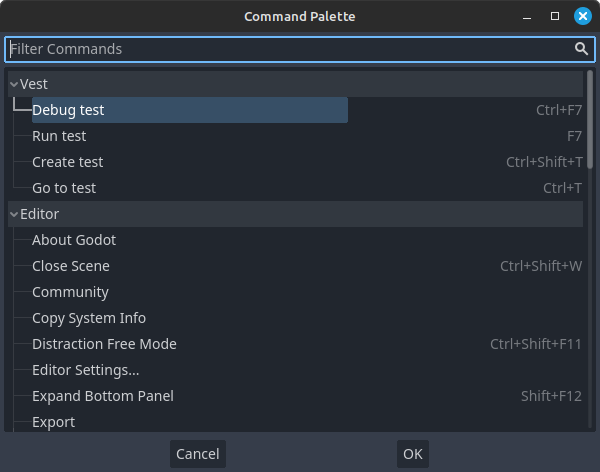 Command Palette
Filter Commands
Vest
Debug test Ctrl+F7
Run test F7
Create test Ctrl+Shift+T
Go to test Ctrl+T
Editor
About Godot
Close Scene Ctrl+Shift+W
Community
Copy System Info
Distraction Free Mode Ctrl+Shift+F11
Editor Settings...
Expand Bottom Panel Shift+F12
Export
Cancel OK